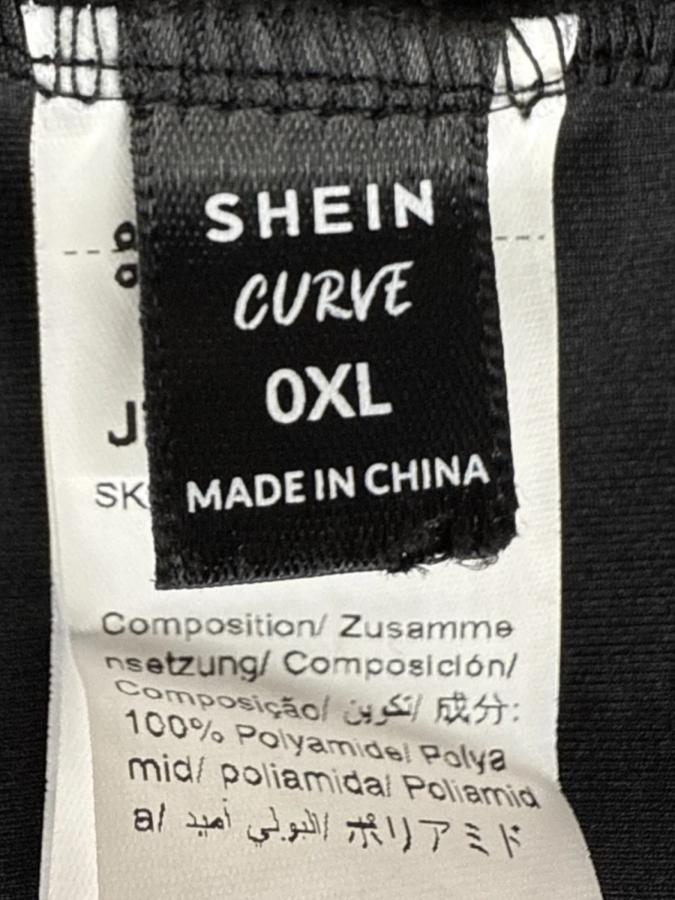 SHEIN
CURVE
0XL
MADE IN CHINA
Composition/ Zusamme
nsetzung/ Composición/
Composição/ تكوين/ 成分:
100% Polyamide/ Polya
mid/ poliamida/ Poliamid
a/ البولي أميد/ ポリアミド